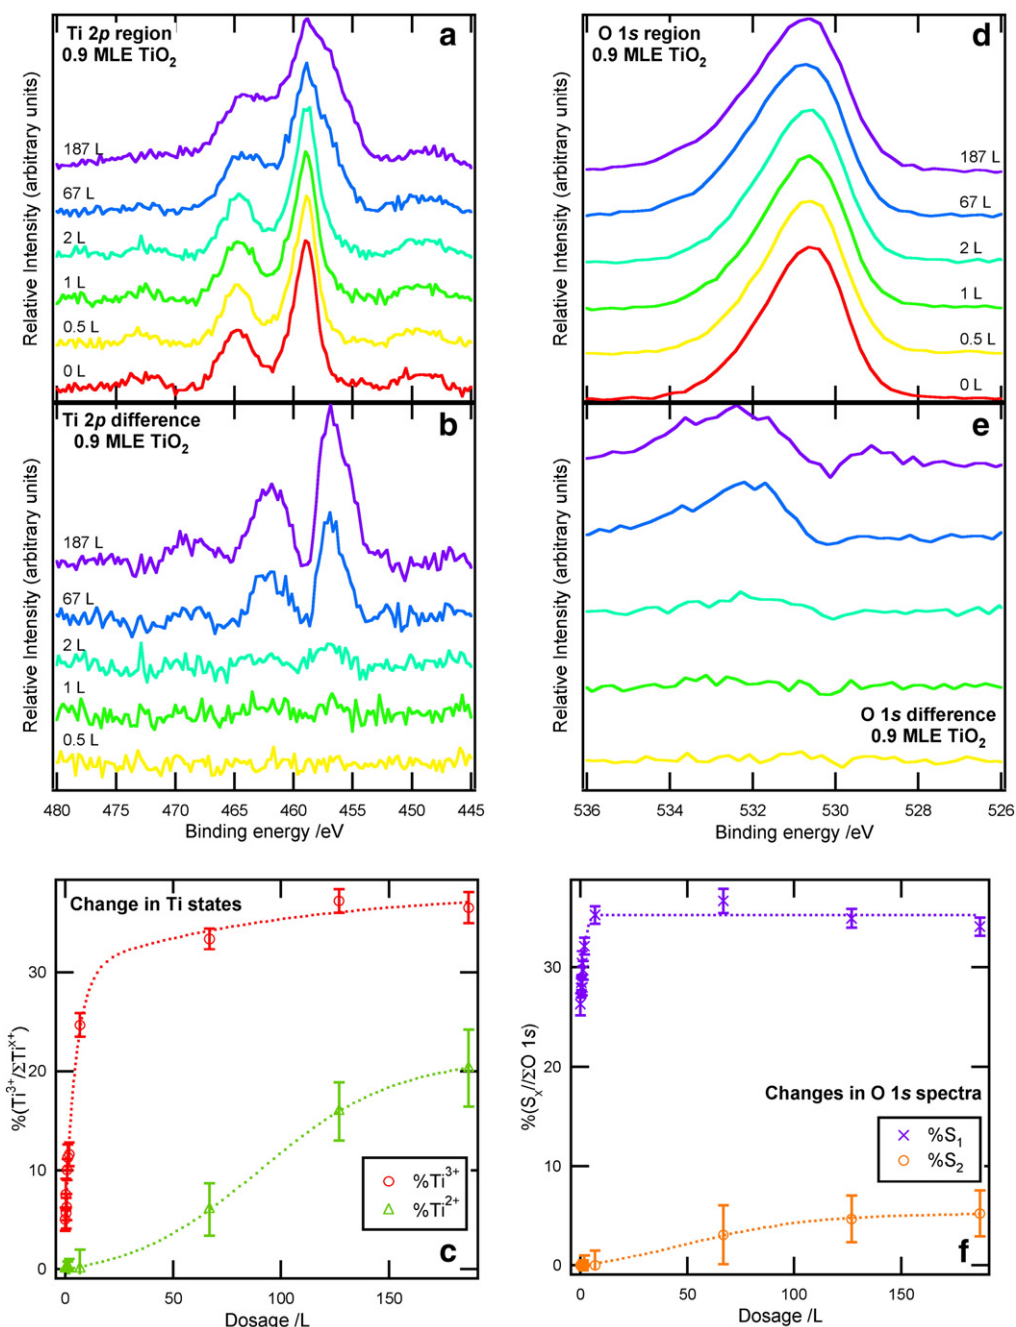 Ti 2p region
0.9 MLE TiO₂
a
187 L
67 L
2 L
1 L
0.5 L
0 L
Relative Intensity (arbitrary units)
Ti 2p difference
0.9 MLE TiO₂
b
187 L
67 L
2 L
1 L
0.5 L
Relative Intensity (arbitrary units)
480 475 470 465 460 455 450 445
Binding energy /eV
O 1s region
0.9 MLE TiO₂
d
187 L
67 L
2 L
1 L
0.5 L
0 L
Relative Intensity (arbitrary units)
e
O 1s difference
0.9 MLE TiO₂
Relative Intensity (arbitrary units)
536 534 532 530 528 526
Binding energy /eV
Change in Ti states
30
20
10
0
%(Ti³⁺/ΣTiˣ⁺)
%Ti³⁺
%Ti²⁺
c
0 50 100 150
Dosage /L
30
20
10
0
%(Sₓ//ΣO 1s)
Changes in O 1s spectra
%S₁
%S₂
f
0 50 100 150
Dosage /L